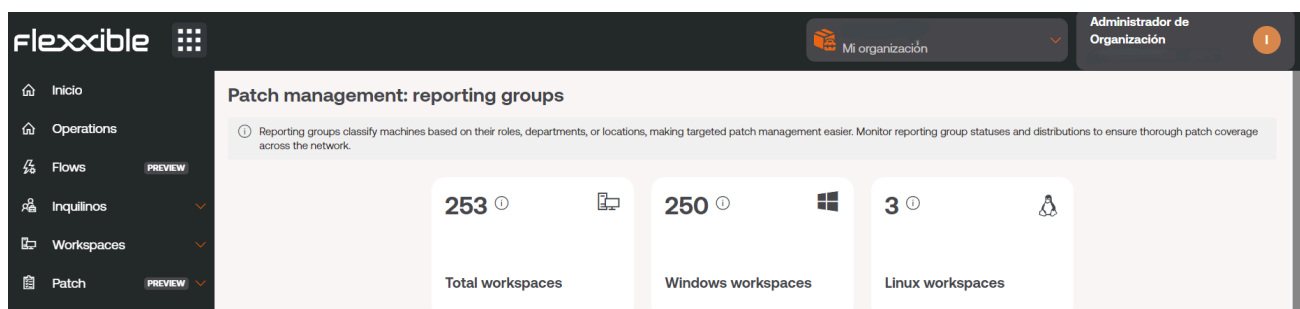 Flexxible
Mi organización
Administrador de
Organización
I
Inicio
Operations
Flows PREVIEW
Inquilinos
Workspaces
Patch PREVIEW
Patch management: reporting groups
Reporting groups classify machines based on their roles, departments, or locations, making targeted patch management easier. Monitor reporting group statuses and distributions to ensure thorough patch coverage
across the network.
253
250
3
Total workspaces
Windows workspaces
Linux workspaces